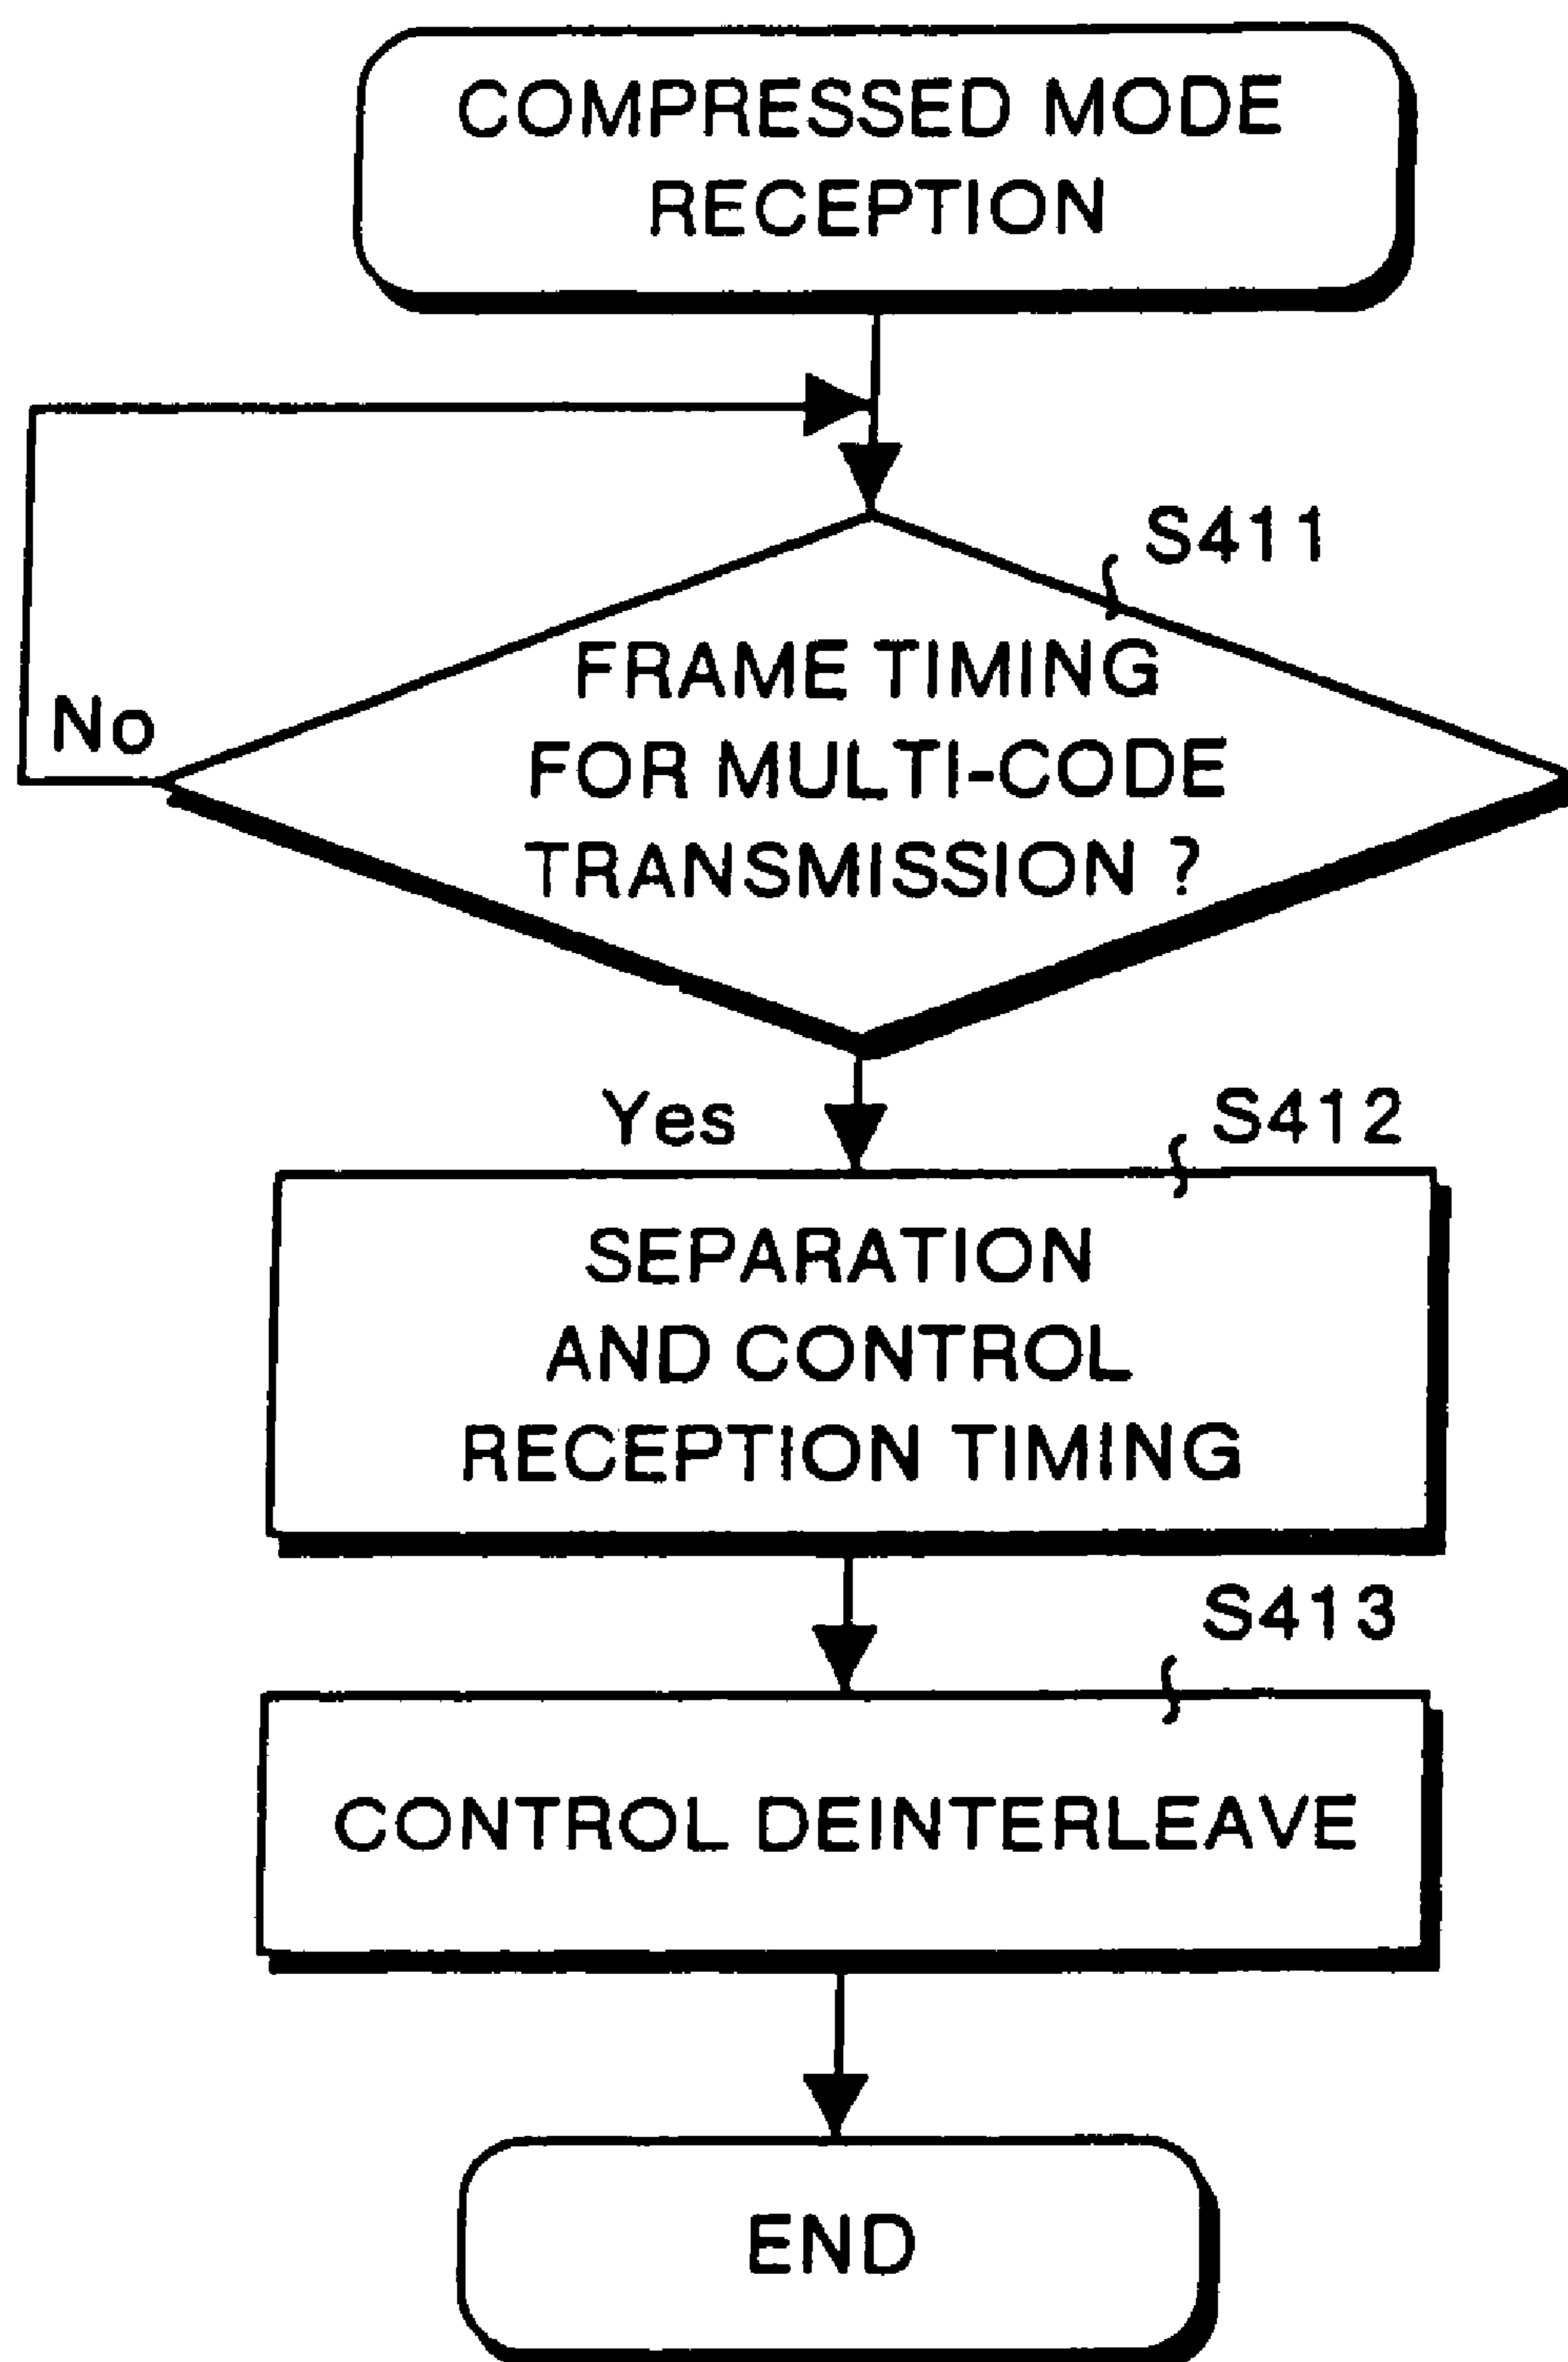 COMPRESSED MODE
RECEPTION
S411
FRAME TIMING
FOR MULTI-CODE
TRANSMISSION ?
No
Yes
S412
SEPARATION
AND CONTROL
RECEPTION TIMING
S413
CONTROL DEINTERLEAVE
END